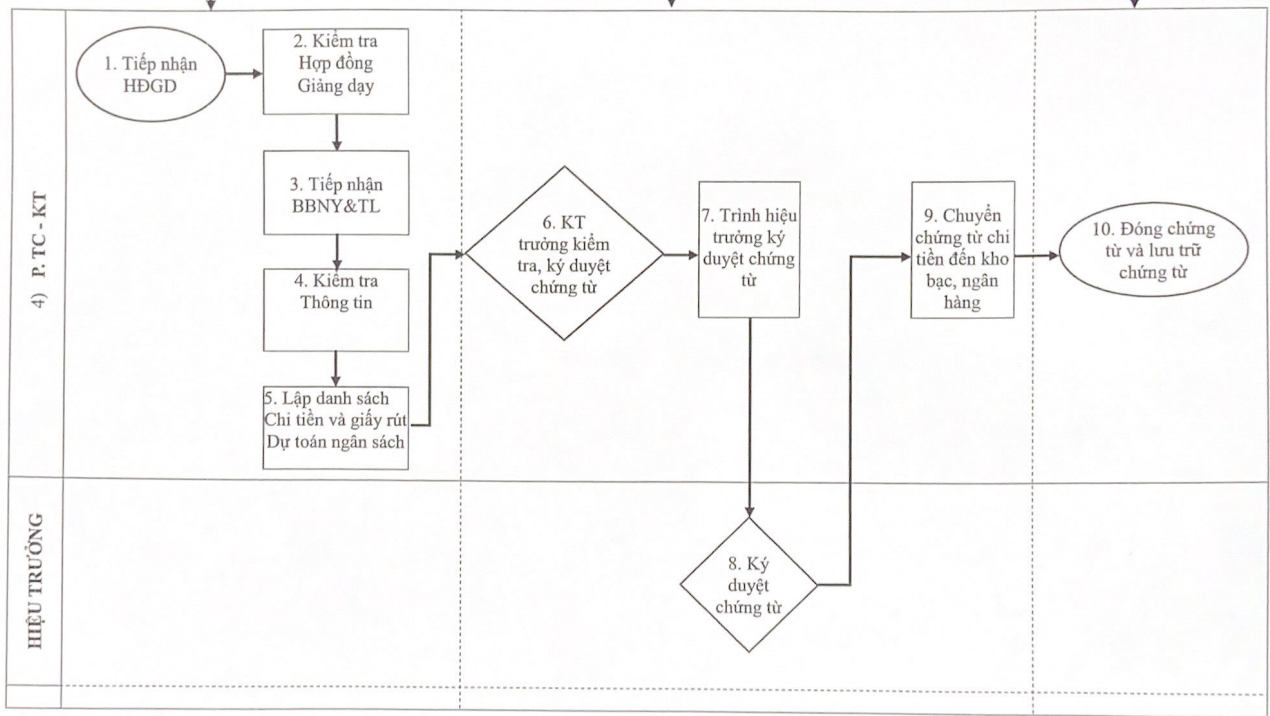 4) P. TC - KT
1. Tiếp nhận
HĐGD
2. Kiểm tra
Hợp đồng
Giảng dạy
3. Tiếp nhận
BBNY&TL
4. Kiểm tra
Thông tin
5. Lập danh sách
Chi tiền và giấy rút
Dự toán ngân sách
6. KT
trưởng kiểm
tra, ký duyệt
chứng từ
7. Trình hiệu
trưởng ký
duyệt chứng
từ
9. Chuyển
chứng từ chi
tiền đến kho
bạc, ngân
hàng
10. Đóng chứng
từ và lưu trữ
chứng từ
HIỆU TRƯỞNG
8. Ký
duyệt
chứng từ